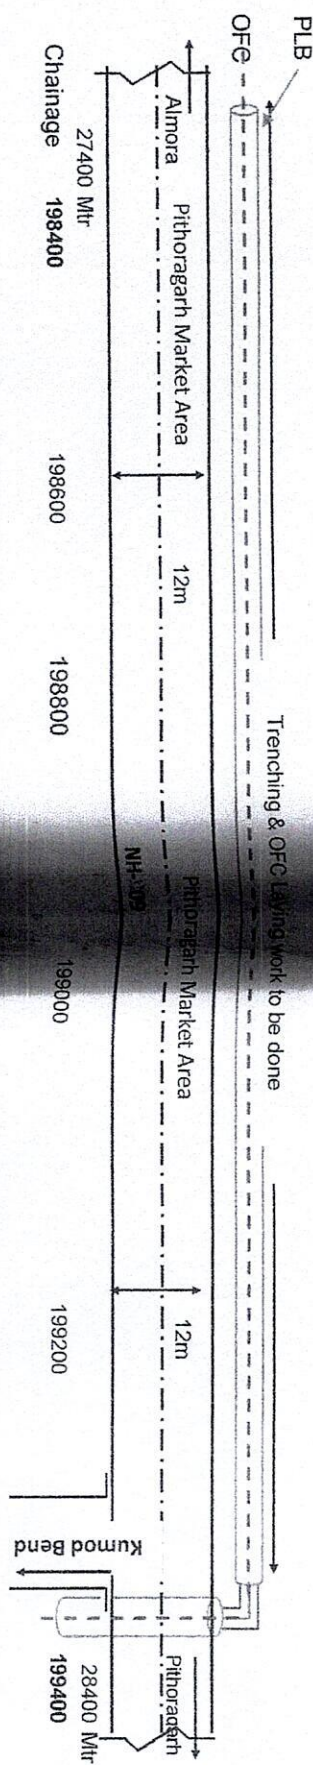 PLB
OFC
Trenching & OFC Laying work to be done
Almora
Pithoragarh Market Area
12m
Pithoragarh Market Area
12m
Pithoragarh
Kumod Bend
27400 Mtr
28400 Mtr
Chainage 198400 198600 198800 199000 199200 199400